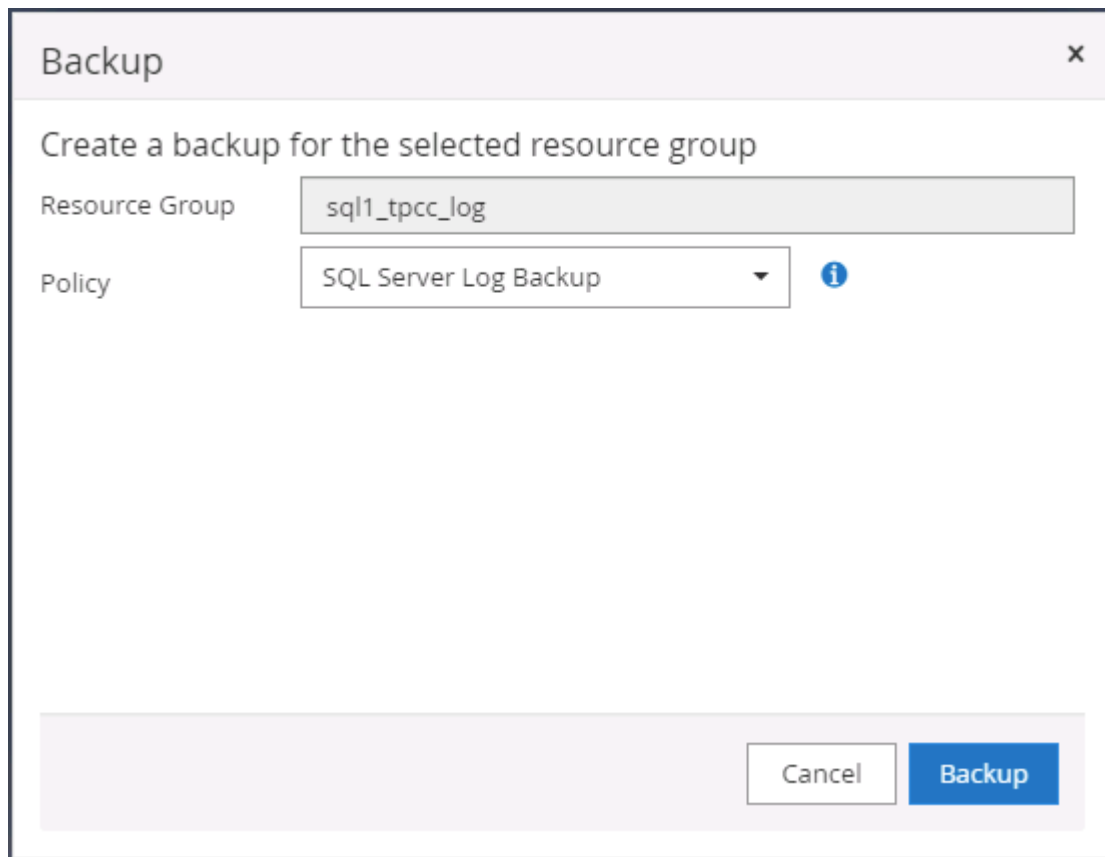 Backup
Create a backup for the selected resource group
Resource Group
sql1_tpcc_log
Policy
SQL Server Log Backup
Cancel
Backup